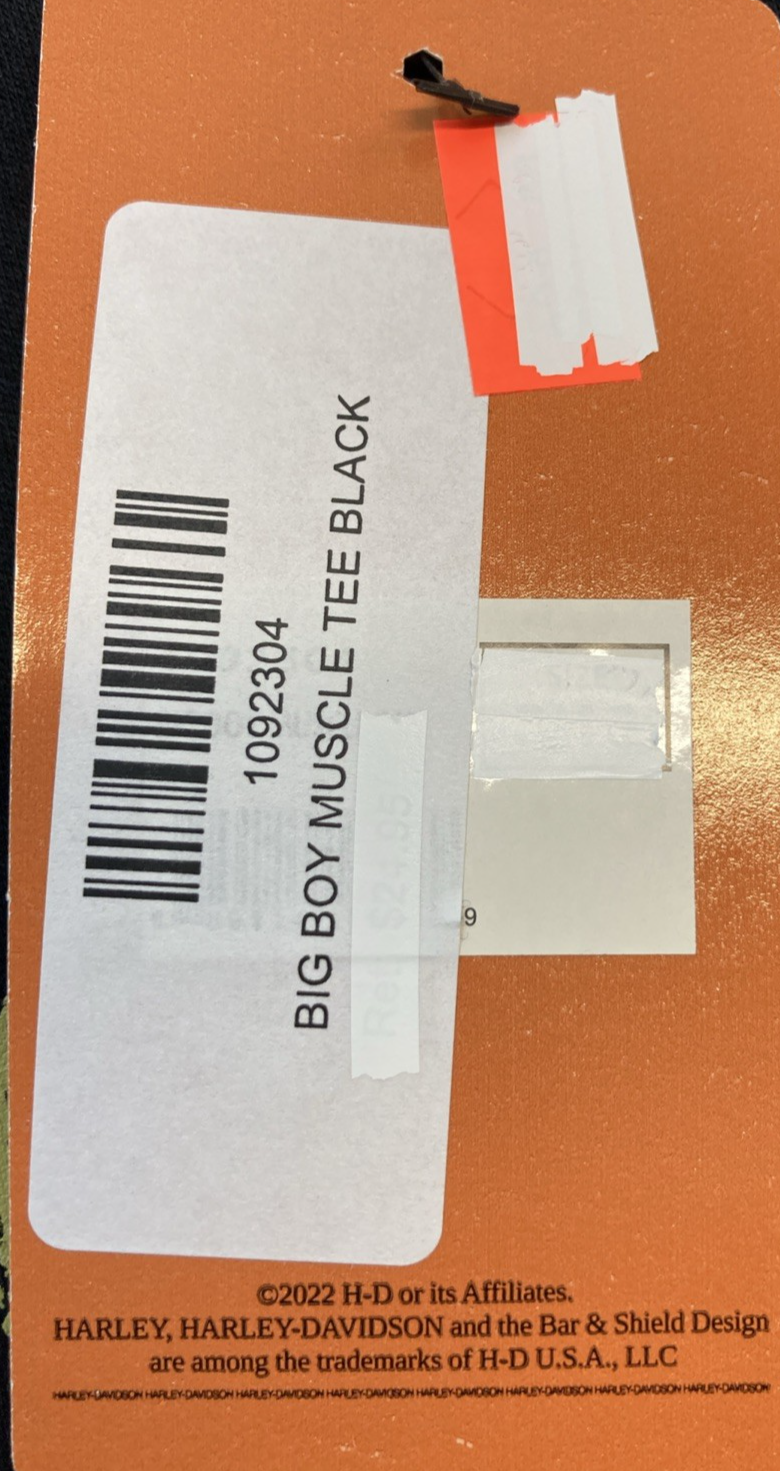 1092304
BIG BOY MUSCLE TEE BLACK
9
©2022 H-D or its Affiliates.
HARLEY, HARLEY-DAVIDSON and the Bar & Shield Design
are among the trademarks of H-D U.S.A., LLC
HARLEY-DAVIDSON HARLEY-DAVIDSON HARLEY-DAVIDSON HARLEY-DAVIDSON HARLEY-DAVIDSON HARLEY-DAVIDSON HARLEY-DAVIDSON HARLEY-DAVIDSON